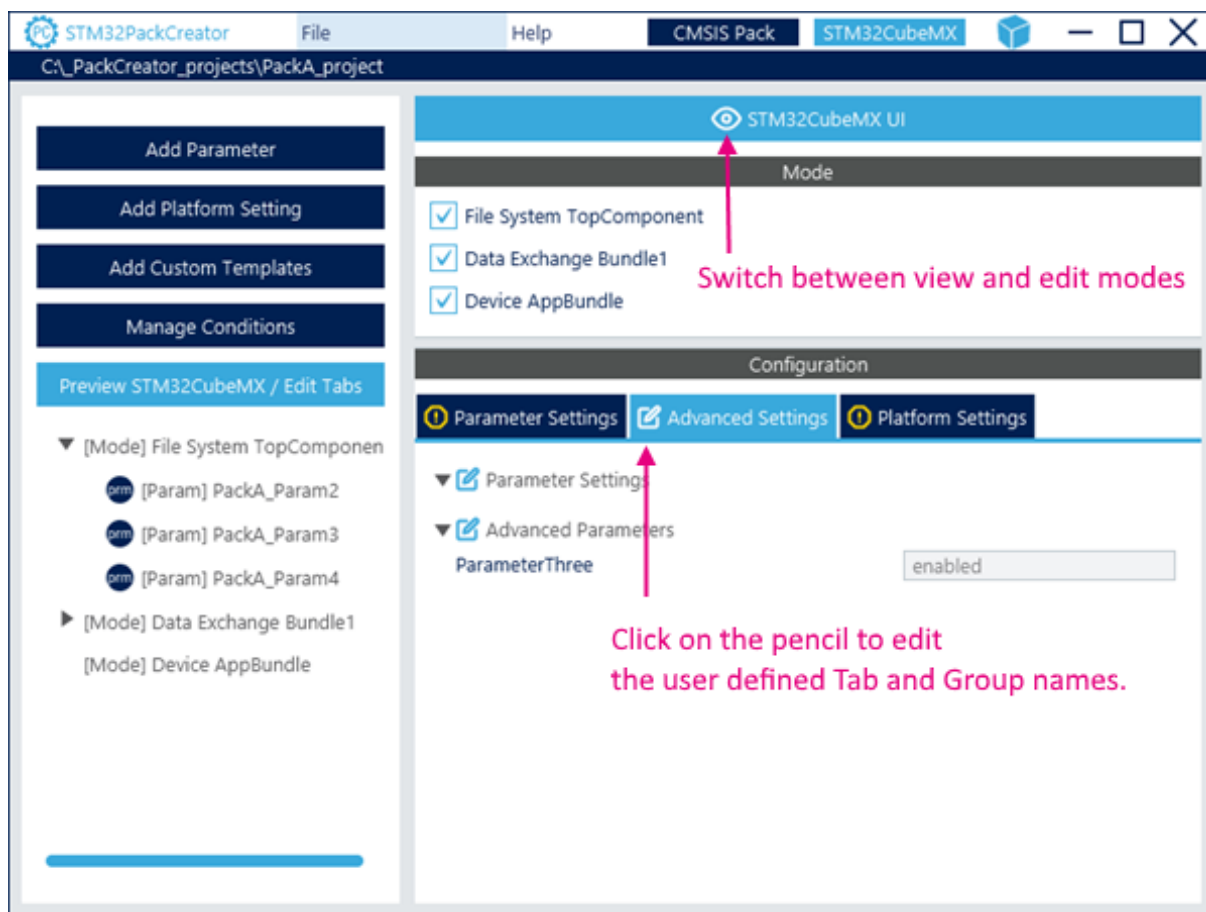 STM32PackCreator File Help CMSIS Pack STM32CubeMX
C:\_PackCreator_projects\PackA_project
Add Parameter
Add Platform Setting
Add Custom Templates
Manage Conditions
Preview STM32CubeMX / Edit Tabs
[Mode] File System TopComponen
prm [Param] PackA_Param2
prm [Param] PackA_Param3
prm [Param] PackA_Param4
[Mode] Data Exchange Bundle1
[Mode] Device AppBundle
STM32CubeMX UI
Mode
File System TopComponent
Data Exchange Bundle1
Device AppBundle
Switch between view and edit modes
Configuration
Parameter Settings Advanced Settings Platform Settings
Parameter Settings
Advanced Parameters
ParameterThree enabled
Click on the pencil to edit
the user defined Tab and Group names.